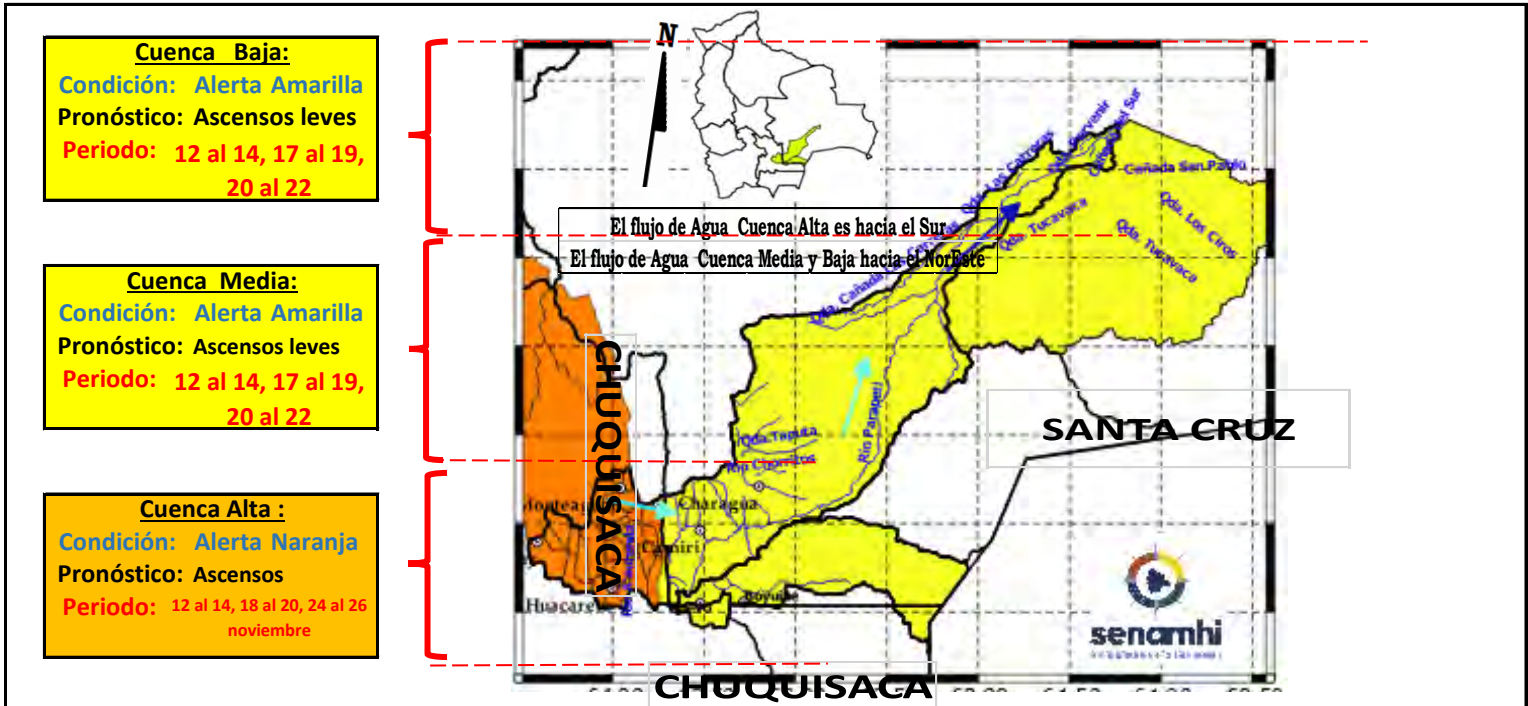 Cuenca Baja:
Condición: Alerta Amarilla
Pronóstico: Ascensos leves
Periodo: 12 al 14, 17 al 19,
20 al 22
Cuenca Media:
Condición: Alerta Amarilla
Pronóstico: Ascensos leves
Periodo: 12 al 14, 17 al 19,
20 al 22
Cuenca Alta :
Condición: Alerta Naranja
Pronóstico: Ascensos
Periodo: 12 al 14, 18 al 20, 24 al 26
noviembre
N
El flujo de Agua Cuenca Alta es hacia el Sur
El flujo de Agua Cuenca Media y Baja hacia el NorEste
Qda. Las Carreras
Cañada San Pablo
Qda. Los Ciros
Qda. Tucavaca
Qda. Tucavaca
Qda. Taputa
Rio Parapeti
Charagua
Camiri
CHUQUISACA
SANTA CRUZ
CHUQUISACA
senamhi